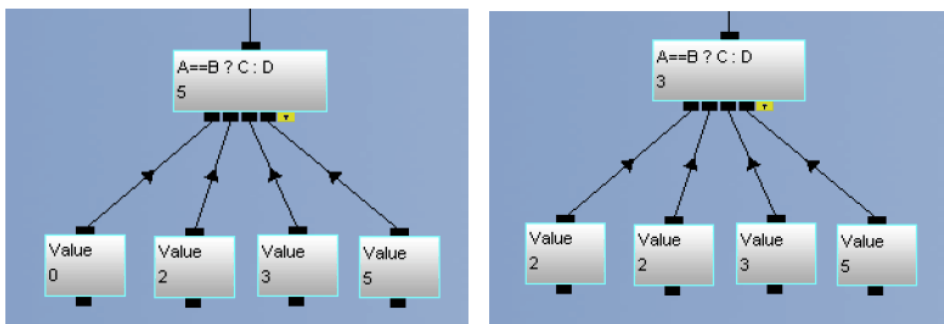 A==B ? C : D
5
Value
0
Value
2
Value
3
Value
5
A==B ? C : D
3
Value
2
Value
2
Value
3
Value
5